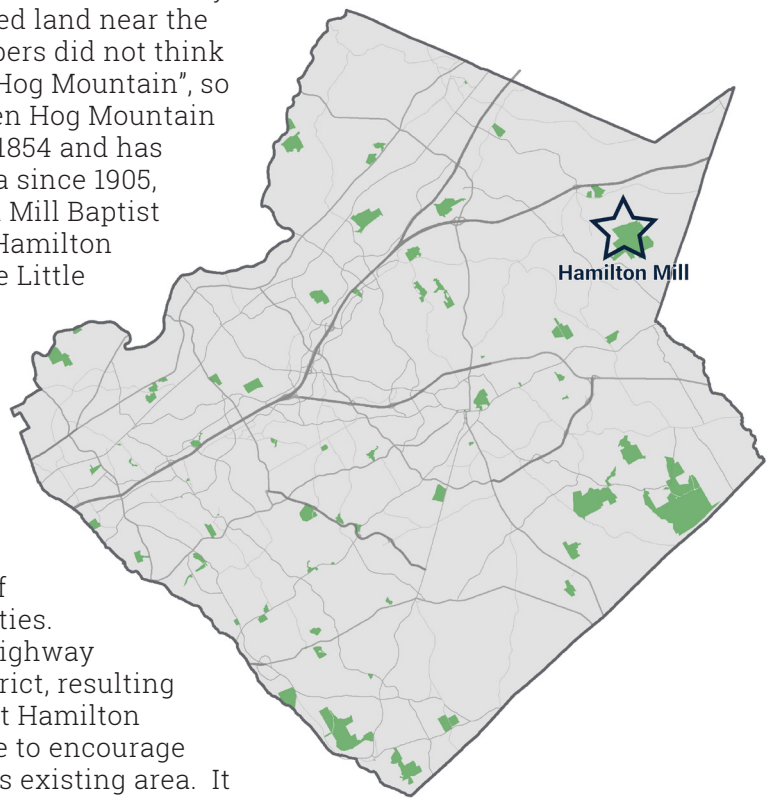 ed land near the
pers did not think
Hog Mountain”, so
en Hog Mountain
1854 and has
a since 1905,
Mill Baptist
Hamilton
e Little
Hamilton Mill
f
ties.
ighway
rict, resulting
t Hamilton
e to encourage
s existing area. It